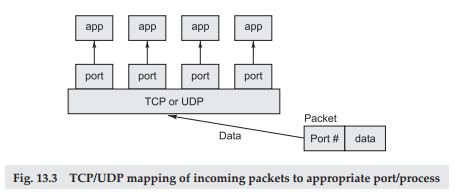 app app app app
port port port port
TCP or UDP
Packet
Port # data
Data
Fig. 13.3 TCP/UDP mapping of incoming packets to appropriate port/process